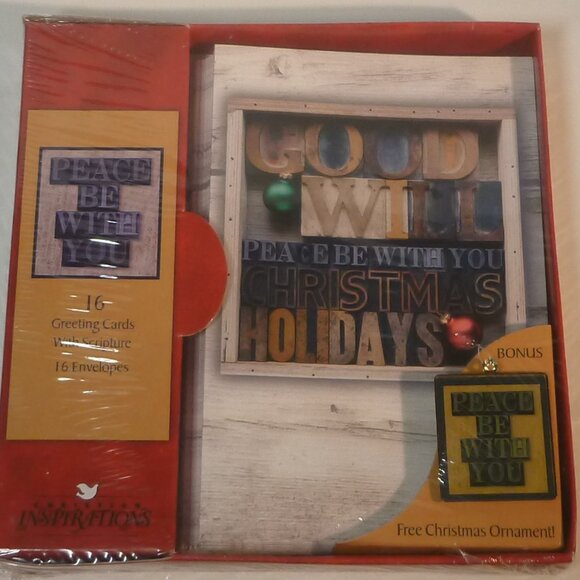 PEACE
BE
WITH
YOU
16
Greeting Cards
With Scripture
16 Envelopes
INSPIRATIONS
GOOD
WILL
PEACE BE WITH YOU
CHRISTMAS
HOLIDAYS
BONUS
PEACE
BE
WITH
YOU
Free Christmas Ornament!